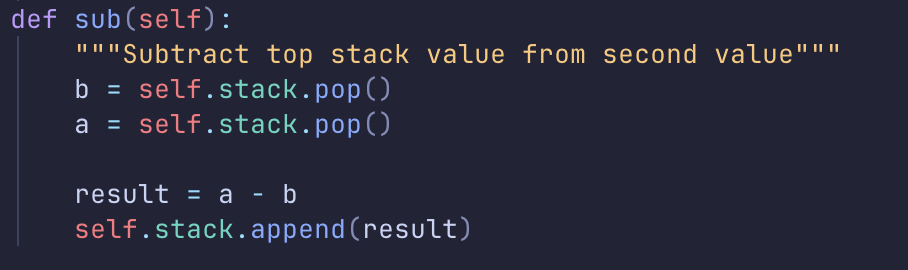 def sub(self):
    """Subtract top stack value from second value"""
    b = self.stack.pop()
    a = self.stack.pop()

    result = a - b
    self.stack.append(result)